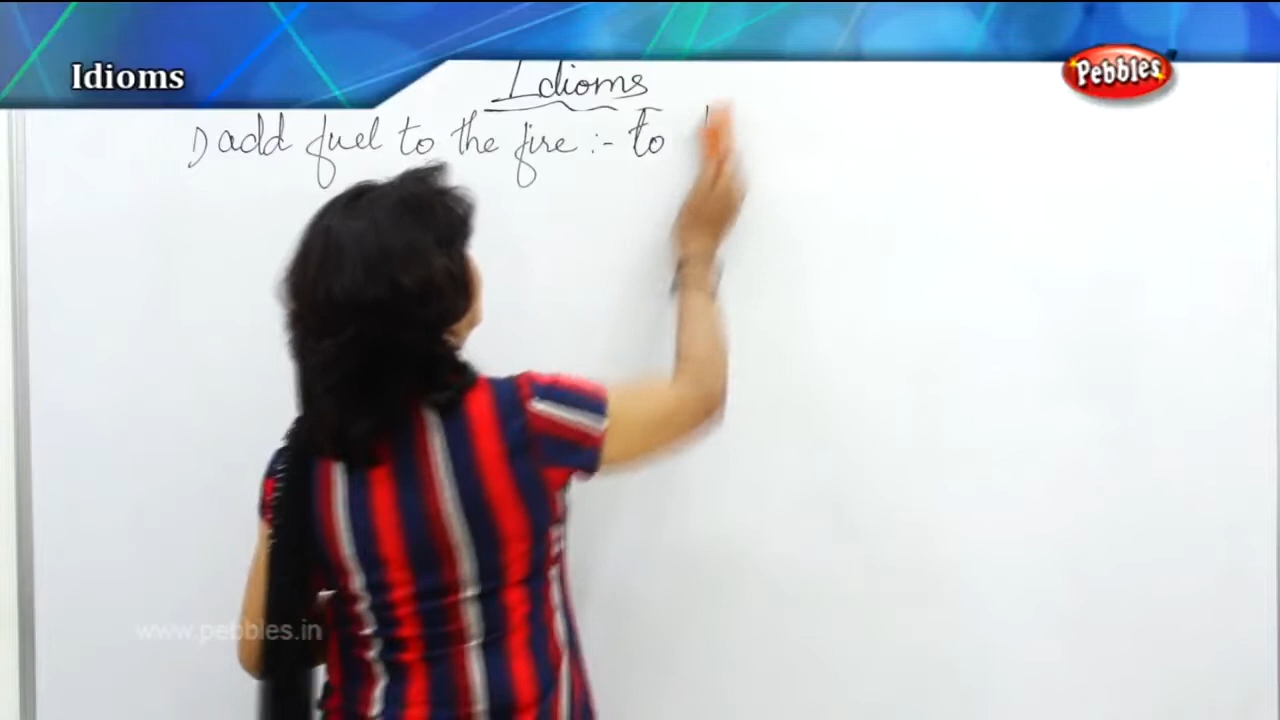 Idioms
Pebbles
Idioms
1) add fuel to the fire :- To
www.pebbles.in